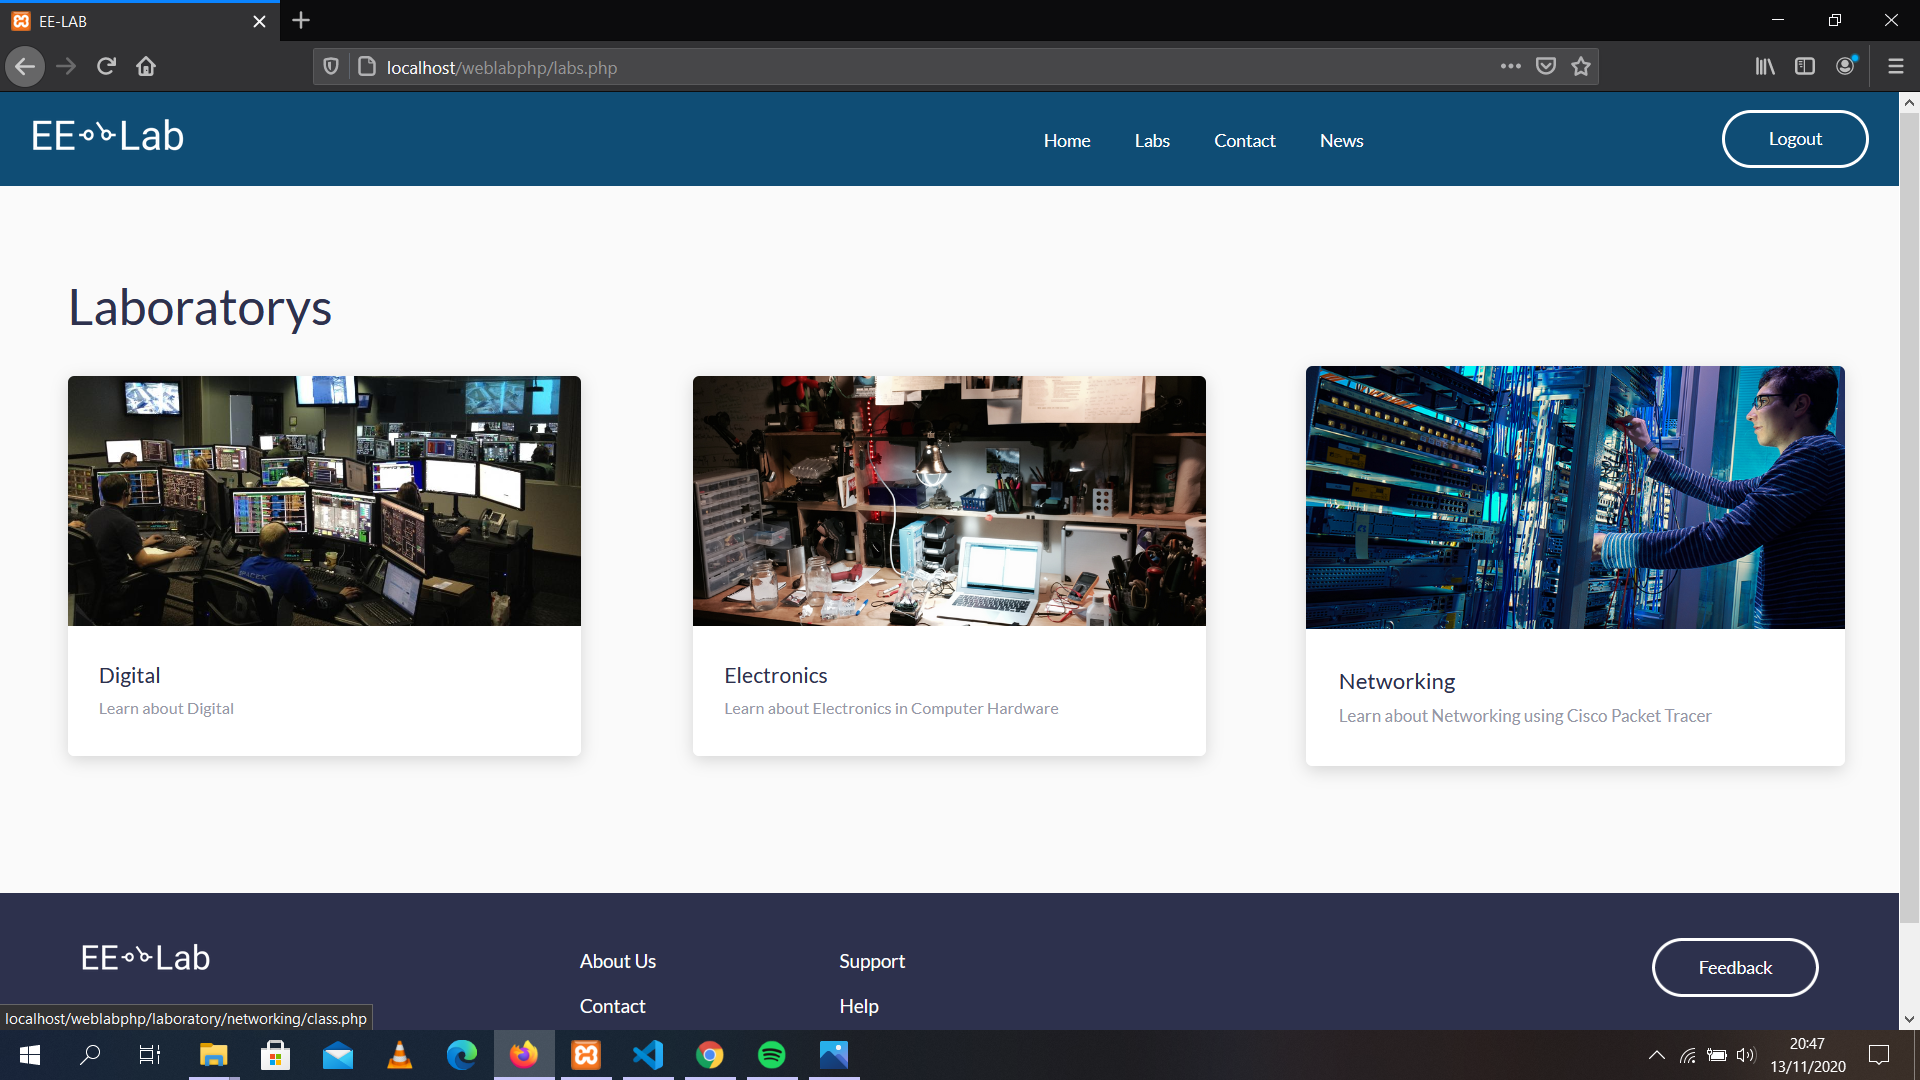 EE-LAB
localhost/weblabphp/labs.php
EE Lab
Home Labs Contact News
Logout
Laboratorys
SPACEX
Digital
Learn about Digital
Electronics
Learn about Electronics in Computer Hardware
Networking
Learn about Networking using Cisco Packet Tracer
EE Lab
About Us
Support
Contact
Help
Feedback
localhost/weblabphp/laboratory/networking/class.php
20:47
13/11/2020